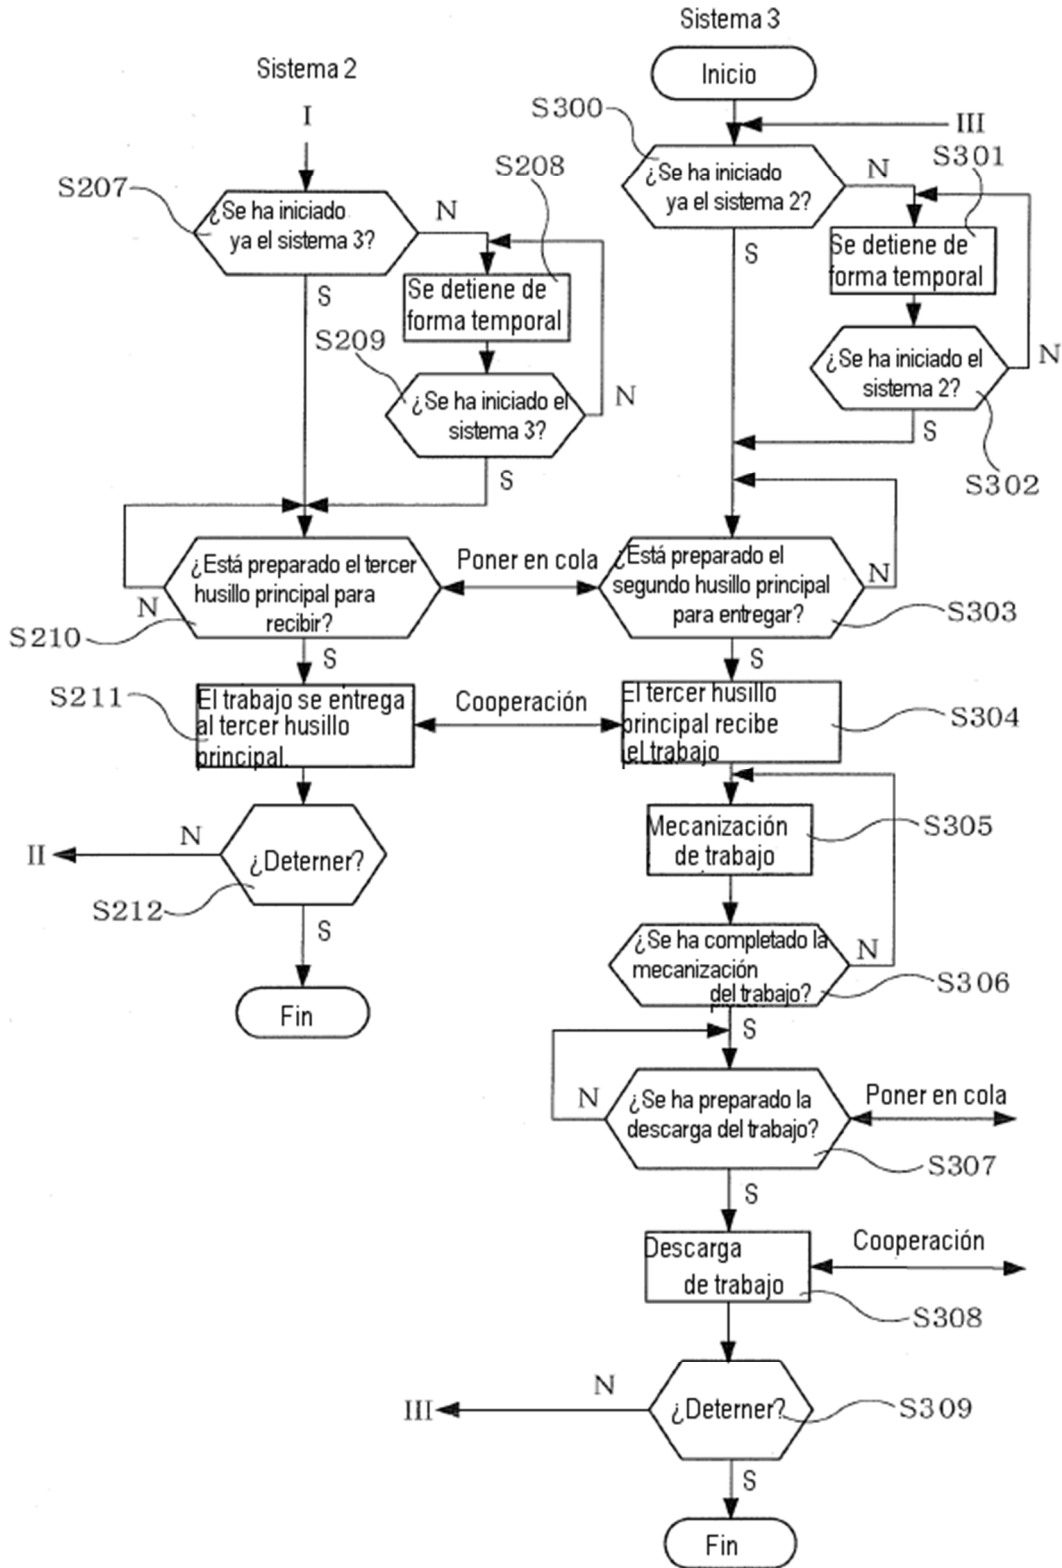 Sistema 3
Inicio
S300
III
¿Se ha iniciado
ya el sistema 2?
N
S301
Se detiene de
forma temporal
S
¿Se ha iniciado el
sistema 2?
N
S
S302
Sistema 2
I
S207
¿Se ha iniciado
ya el sistema 3?
N
S208
S
Se detiene de
forma temporal
S209
¿Se ha iniciado el
sistema 3?
N
S
¿Está preparado el tercer
husillo principal para
recibir?
N
S210
S
Poner en cola
¿Está preparado el
segundo husillo principal
para entregar?
N
S303
S
S211
El trabajo se entrega
al tercer husillo
principal.
Cooperación
El tercer husillo
principal recibe
el trabajo
S304
N
II
¿Deterner?
S212
S
Fin
Mecanización
de trabajo
S305
¿Se ha completado la
mecanización
del trabajo?
N
S306
S
N
¿Se ha preparado la
descarga del trabajo?
Poner en cola
S307
S
Descarga
de trabajo
Cooperación
S308
N
III
¿Deterner?
S309
S
Fin